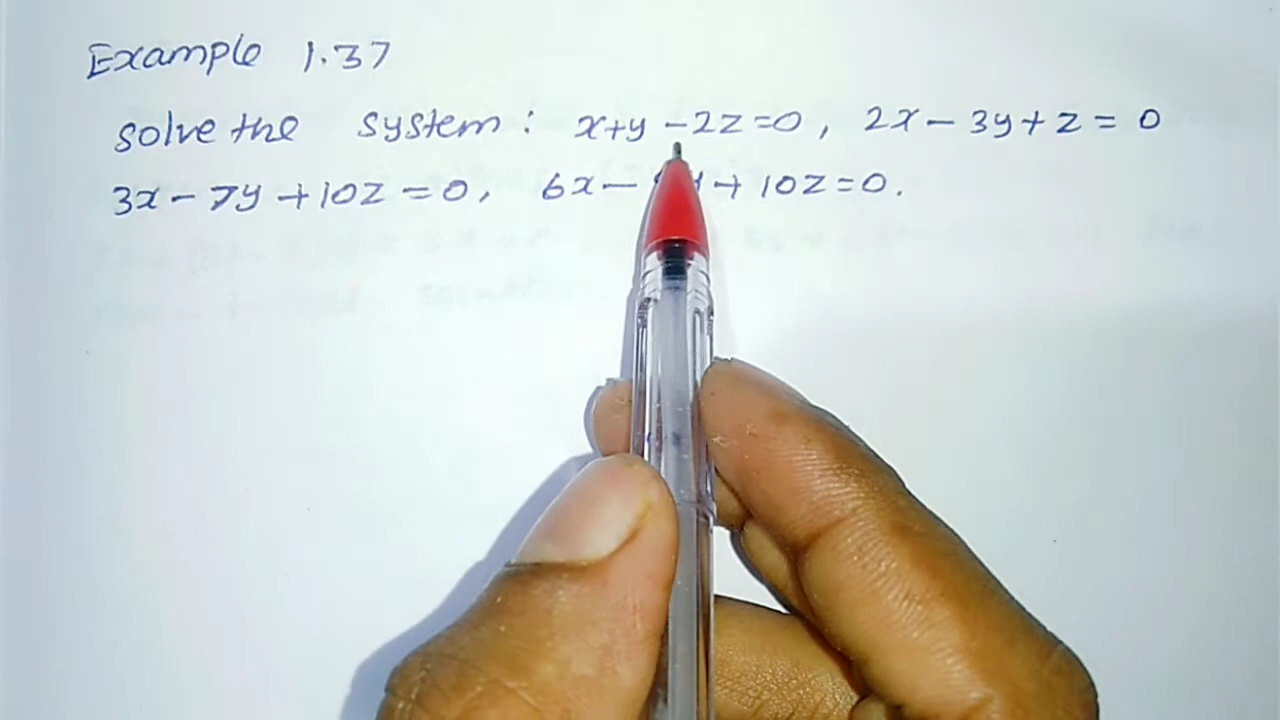 Example 1.37
solve the system: x+y-2z=0, 2x-3y+z=0
3x-7y+10z=0, 6x- +10z=0.